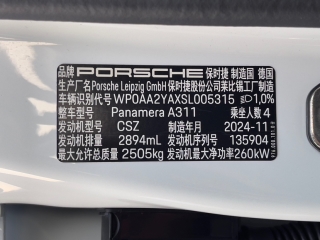 品牌 PORSCHE 保时捷 制造国 德国
生产厂名 Porsche Leipzig GmbH 保时捷股份公司莱比锡工厂制造
车辆识别代号 WP0AA2YAXSL005315 1,0%
整车型号 Panamera A311 乘坐人数 4
发动机型号 CSZ 制造年月 2024-11
发动机排量 2894mL 发动机序列号 135904
最大允许总质量 2505kg 发动机最大净功率 260kW